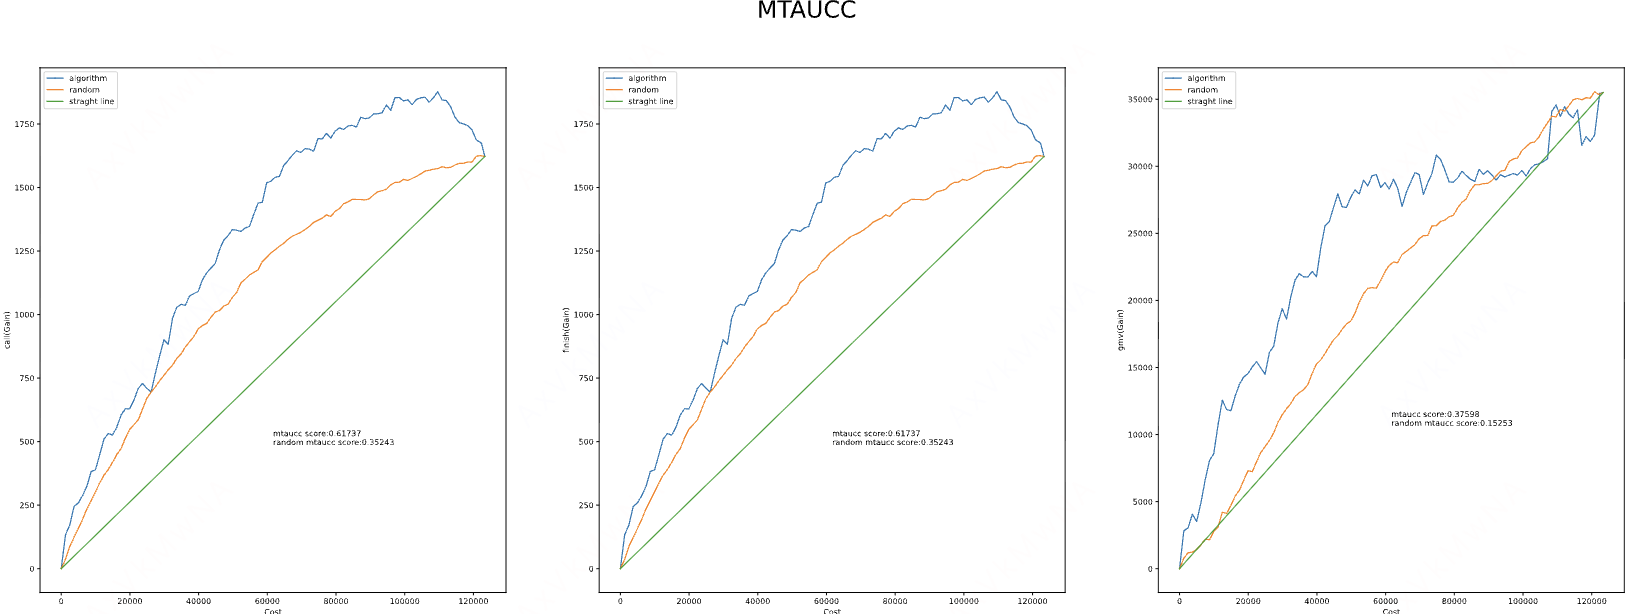 MTAUCC
algorithm
random
straght line
1750
1500
1250
1000
750
500
250
0
call(Gain)
mtaucc score:0.61737
random mtaucc score:0.35243
0 20000 40000 60000 80000 100000 120000
Cost
algorithm
random
straght line
1750
1500
1250
1000
750
500
250
0
finish(Gain)
mtaucc score:0.61737
random mtaucc score:0.35243
0 20000 40000 60000 80000 100000 120000
Cost
algorithm
random
straght line
35000
30000
25000
20000
15000
10000
5000
0
gmv(Gain)
mtaucc score:0.37598
random mtaucc score:0.15253
0 20000 40000 60000 80000 100000 120000
Cost